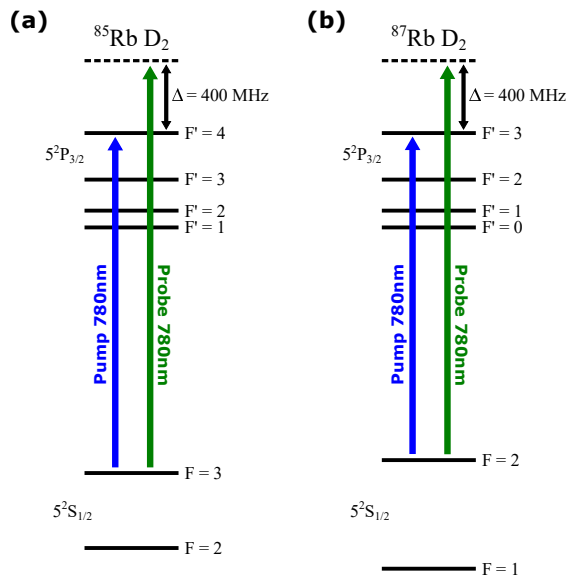 (a)
⁸⁵Rb D₂
Δ = 400 MHz
F' = 4
5²P₃/₂
F' = 3
F' = 2
F' = 1
Pump 780nm
Probe 780nm
F = 3
5²S₁/₂
F = 2
(b)
⁸⁷Rb D₂
Δ = 400 MHz
F' = 3
5²P₃/₂
F' = 2
F' = 1
F' = 0
Pump 780nm
Probe 780nm
F = 2
5²S₁/₂
F = 1